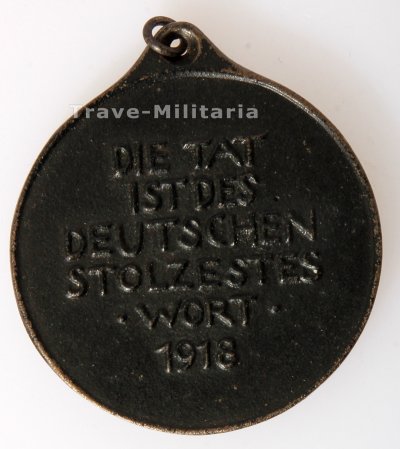 Trave-Militaria
DIE TAT
IST DES
DEUTSCHEN
STOLZESTES
· WORT ·
1918